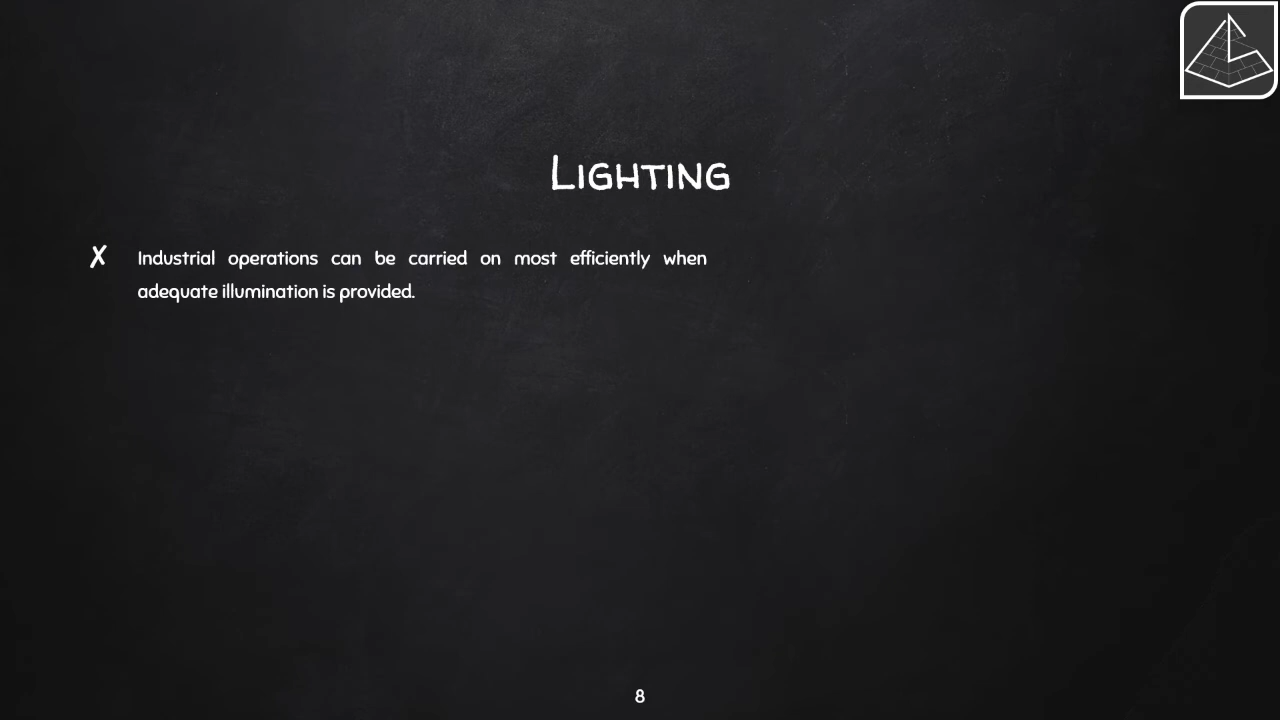 Lighting
✗ Industrial operations can be carried on most efficiently when
adequate illumination is provided.
8